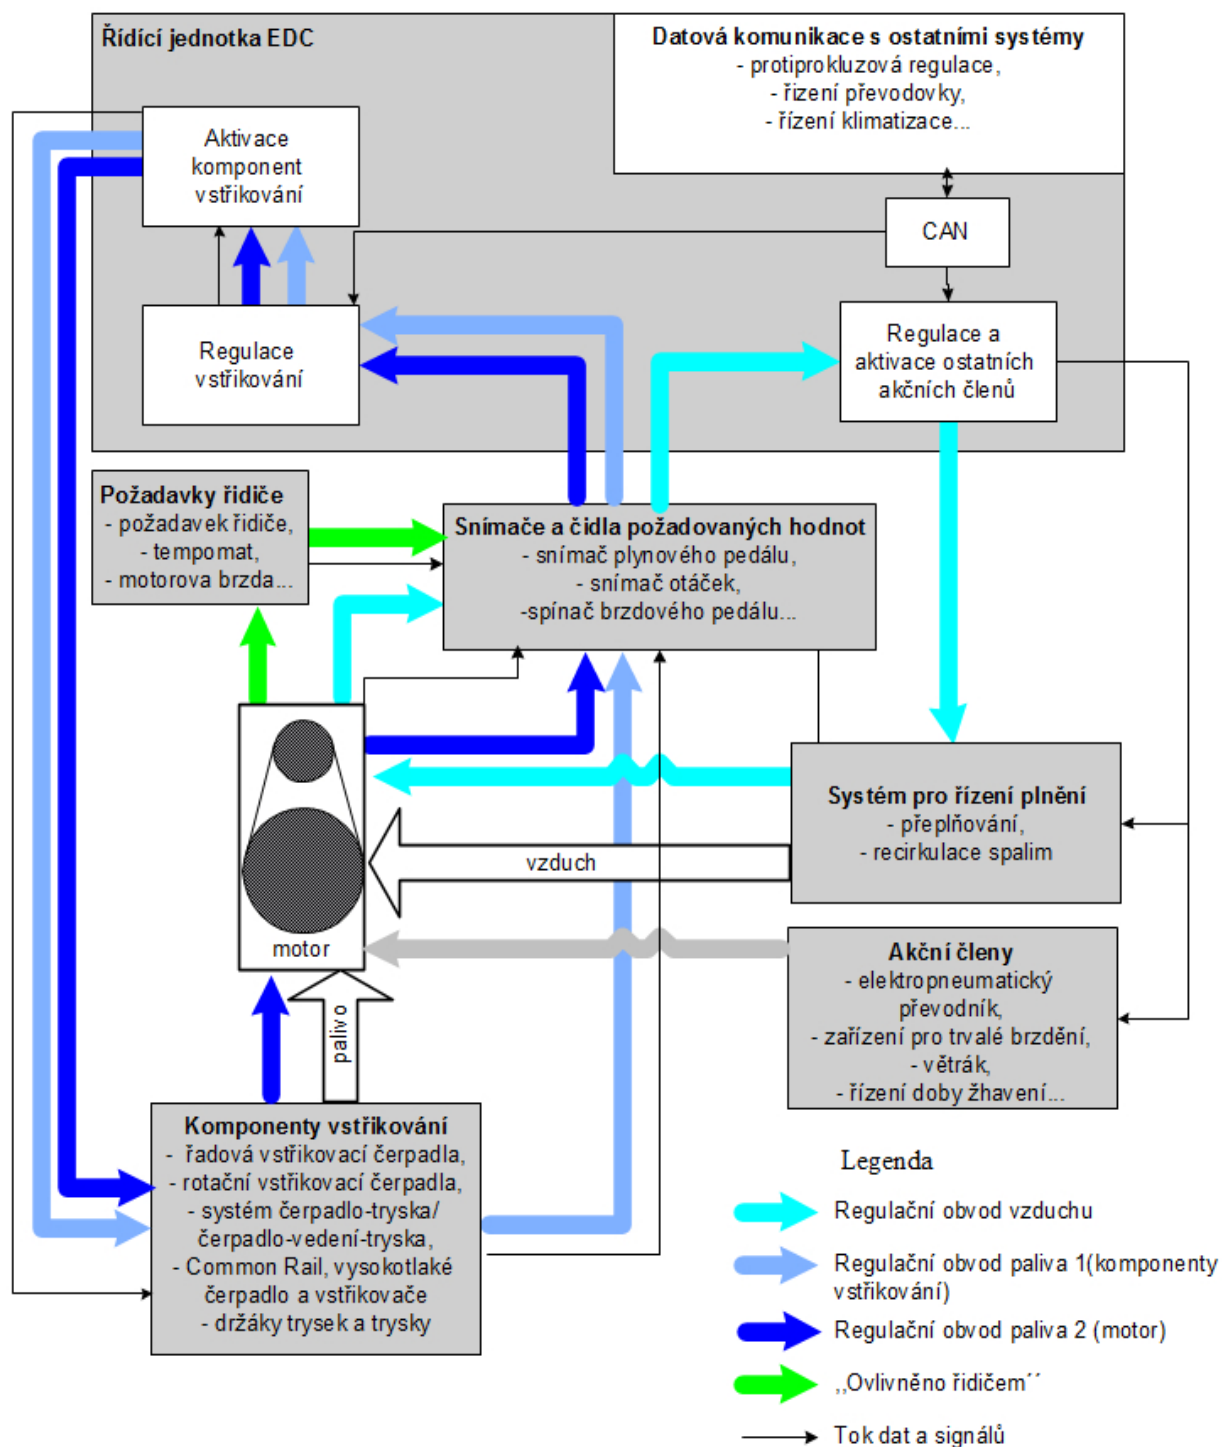 Řídící jednotka EDC
Datová komunikace s ostatními systémy
- protiprokluzová regulace,
- řizení převodovky,
- řízení klimatizace...
Aktivace
komponent
vstřikování
CAN
Regulace
vstřikování
Regulace a
aktivace ostatních
akčních členů
Požadavky řidiče
- požadavek řidiče,
- tempomat,
- motorova brzda...
Snímače a čidla požadovaných hodnot
- snímač plynového pedálu,
- snímač otáček,
-spínač brzdového pedálu...
Systém pro řízení plnění
- přeplňování,
- recirkulace spalim
vzduch
motor
Akční členy
- elektropneumatický
převodník,
- zařízení pro trvalé brzdění,
- větrák,
- řízení doby žhavení...
palivo
Komponenty vstřikování
- řadová vstřikovací čerpadla,
- rotační vstřikovací čerpadla,
- systém čerpadlo-tryska/
čerpadlo-vedení-tryska,
- Common Rail, vysokotlaké
čerpadlo a vstřikovače
- držáky trysek a trysky
Legenda
Regulační obvod vzduchu
Regulační obvod paliva 1(komponenty
vstřikování)
Regulační obvod paliva 2 (motor)
,,Ovlivněno řidičem´´
Tok dat a signálů